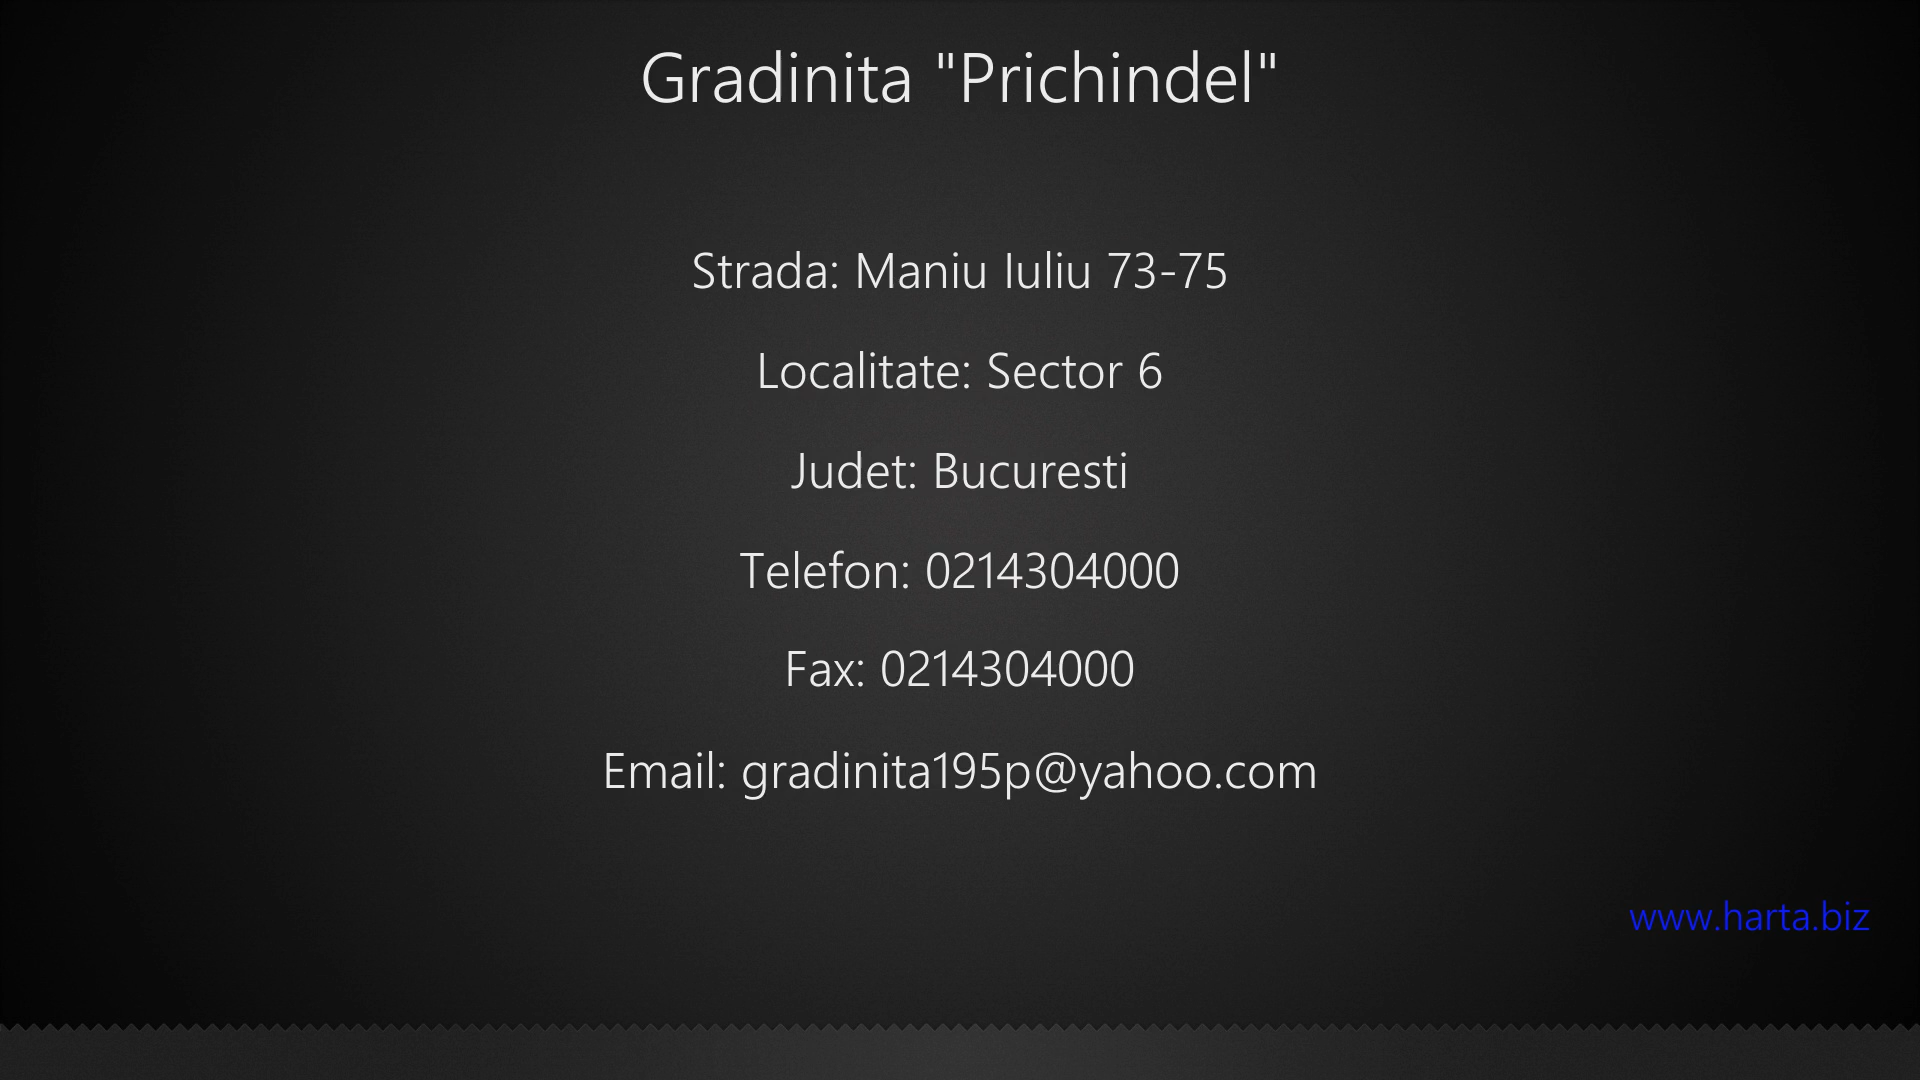 Gradinita "Prichindel"
Strada: Maniu Iuliu 73-75
Localitate: Sector 6
Judet: Bucuresti
Telefon: 0214304000
Fax: 0214304000
Email: gradinita195p@yahoo.com
www.harta.biz